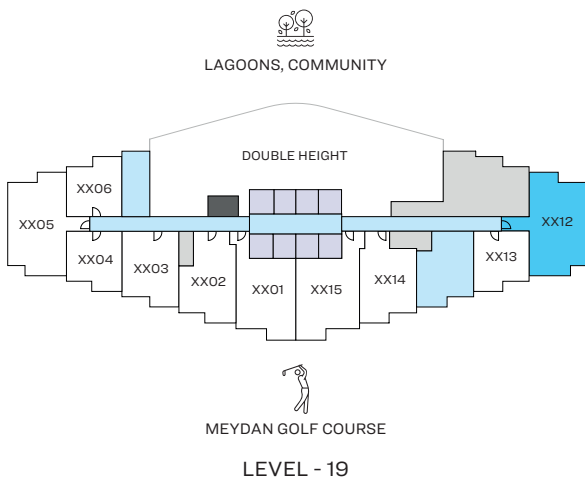 LAGOONS, COMMUNITY
DOUBLE HEIGHT
XX06
XX05
XX12
XX04
XX03
XX02
XX01
XX15
XX14
XX13
MEYDAN GOLF COURSE
LEVEL - 19